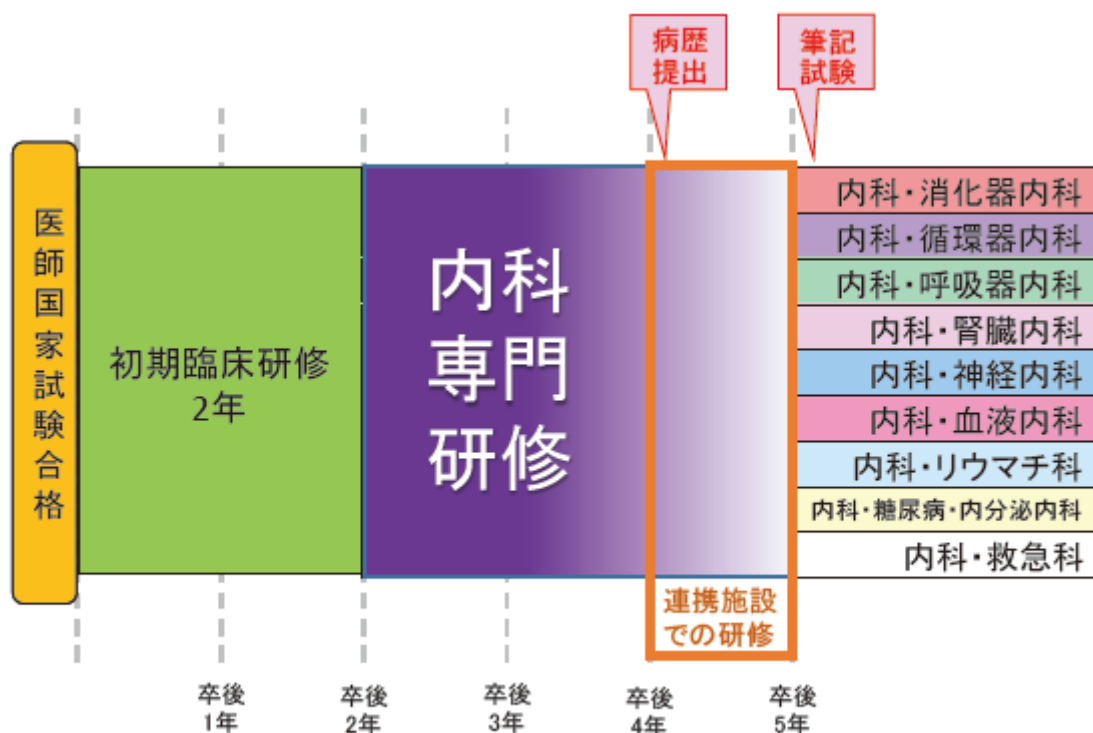 病歴
提出
筆記
試験
医師国家試験合格
初期臨床研修
2年
内科
専門
研修
内科・消化器内科
内科・循環器内科
内科・呼吸器内科
内科・腎臓内科
内科・神経内科
内科・血液内科
内科・リウマチ科
内科・糖尿病・内分泌内科
内科・救急科
連携施設
での研修
卒後
1年
卒後
2年
卒後
3年
卒後
4年
卒後
5年